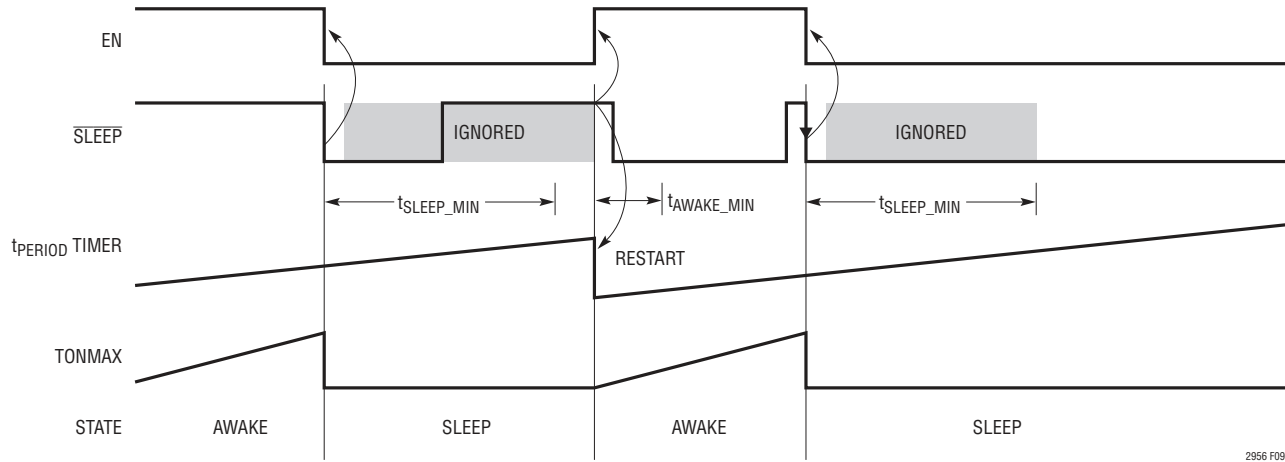 EN
SLEEP
IGNORED
IGNORED
tSLEEP_MIN
tAWAKE_MIN
tSLEEP_MIN
tPERIOD TIMER
RESTART
TONMAX
STATE
AWAKE
SLEEP
AWAKE
SLEEP
2956 F09